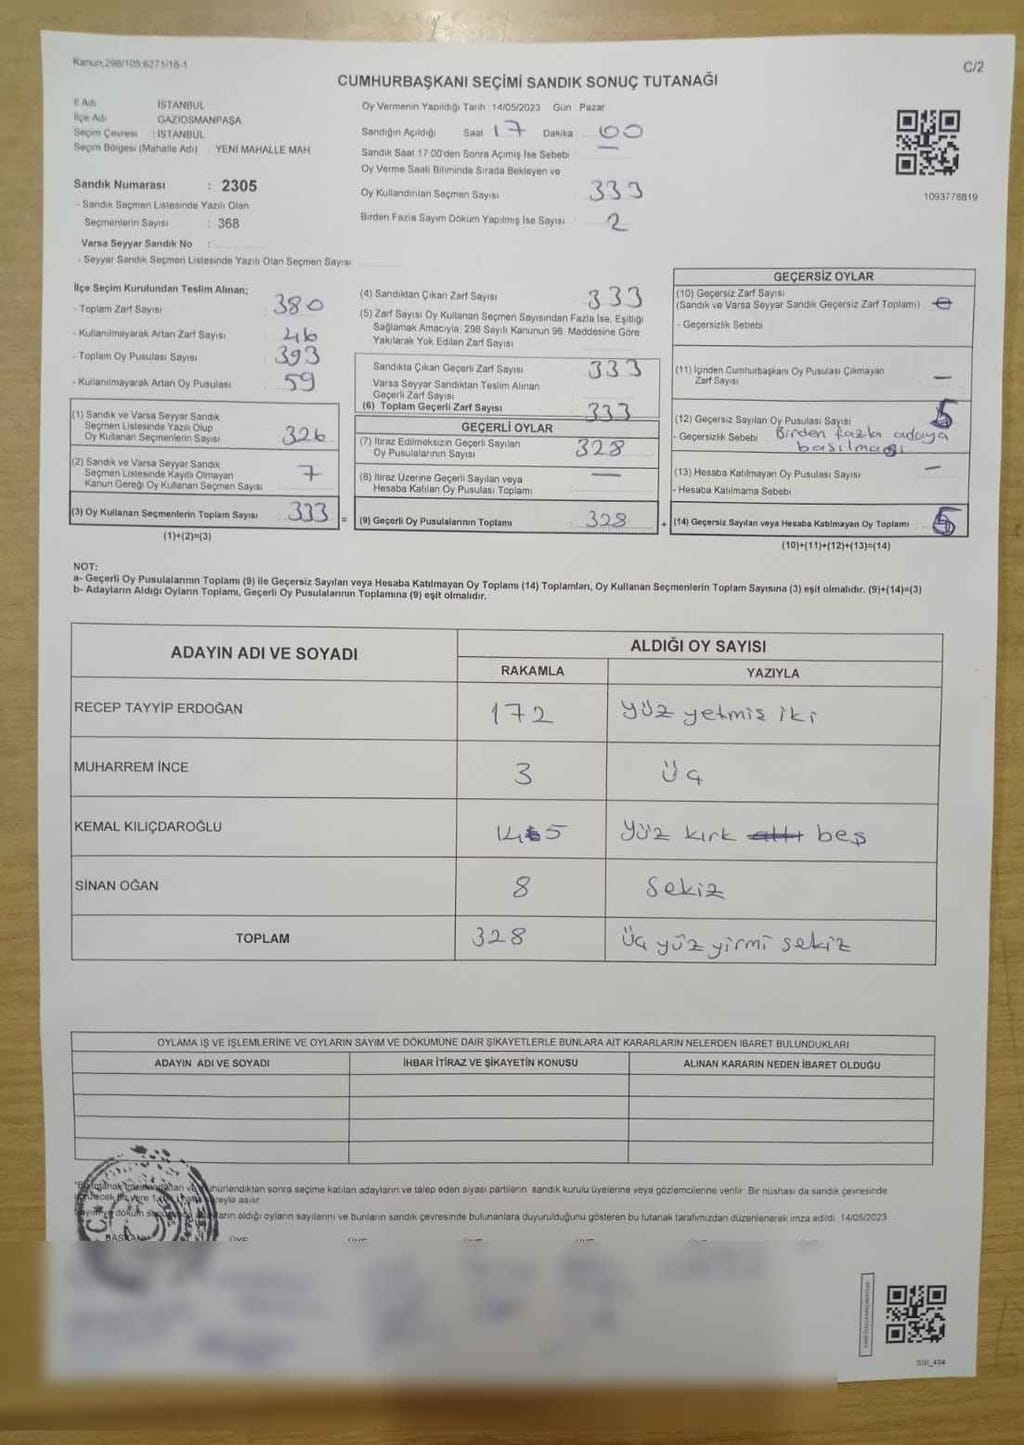 Kanun,298/105,6271/18-1
C/2
CUMHURBAŞKANI SEÇİMİ SANDIK SONUÇ TUTANAĞI
İl Adı : İSTANBUL
İlçe Adı : GAZİOSMANPAŞA
Seçim Çevresi : İSTANBUL
Seçim Bölgesi (Mahalle Adı) : YENİ MAHALLE MAH
Sandık Numarası : 2305
- Sandık Seçmen Listesinde Yazılı Olan
Seçmenlerin Sayısı : 368
Varsa Seyyar Sandık No :
- Seyyar Sandık Seçmen Listesinde Yazılı Olan Seçmen Sayısı
Oy Vermenin Yapıldığı Tarih :14/05/2023 Gün Pazar
Sandığın Açıldığı Saat 17 Dakika 00
Sandık Saat 17:00'den Sonra Açımış İse Sebebi —
Oy Verme Saati Bitiminde Sırada Bekleyen ve
Oy Kullandırılan Seçmen Sayısı 333
Birden Fazla Sayım Döküm Yapılmış İse Sayısı 2
1093778819
İlçe Seçim Kurulundan Teslim Alınan;
- Toplam Zarf Sayısı 380
- Kullanılmayarak Artan Zarf Sayısı 46
- Toplam Oy Pusulası Sayısı 393
- Kullanılmayarak Artan Oy Pusulası 59
(1) Sandık ve Varsa Seyyar Sandık
Seçmen Listesinde Yazılı Olup
Oy Kullanan Seçmenlerin Sayısı 326
(2) Sandık ve Varsa Seyyar Sandık
Seçmen Listesinde Kayıtlı Olmayan
Kanun Gereği Oy Kullanan Seçmen Sayısı 7
(3) Oy Kullanan Seçmenlerin Toplam Sayısı 333 =
(1)+(2)=(3)
(4) Sandıktan Çıkan Zarf Sayısı 333
(5) Zarf Sayısı Oy Kullanan Seçmen Sayısından Fazla İse, Eşitliği
Sağlamak Amacıyla, 298 Sayılı Kanunun 98. Maddesine Göre
Yakılarak Yok Edilen Zarf Sayısı
Sandıkta Çıkan Geçerli Zarf Sayısı 333
Varsa Seyyar Sandıktan Teslim Alınan
Geçerli Zarf Sayısı
(6) Toplam Geçerli Zarf Sayısı 333
GEÇERLİ OYLAR
(7) İtiraz Edilmeksizin Geçerli Sayılan
Oy Pusulalarının Sayısı 328
(8) İtiraz Üzerine Geçerli Sayılan veya
Hesaba Katılan Oy Pusulası Toplamı —
(9) Geçerli Oy Pusulalarının Toplamı 328 +
GEÇERSİZ OYLAR
(10) Geçersiz Zarf Sayısı
(Sandık ve Varsa Seyyar Sandık Geçersiz Zarf Toplamı)
- Geçersizlik Sebebi
(11) İçinden Cumhurbaşkanı Oy Pusulası Çıkmayan
Zarf Sayısı —
(12) Geçersiz Sayılan Oy Pusulası Sayısı 5
- Geçersizlik Sebebi Birden fazla adaya
basılması
(13) Hesaba Katılmayan Oy Pusulası Sayısı —
- Hesaba Katılmama Sebebi
(14) Geçersiz Sayılan veya Hesaba Katılmayan Oy Toplamı 5
(10)+(11)+(12)+(13)=(14)
NOT:
a- Geçerli Oy Pusulalarının Toplamı (9) ile Geçersiz Sayılan veya Hesaba Katılmayan Oy Toplamı (14) Toplamları, Oy Kullanan Seçmenlerin Toplam Sayısına (3) eşit olmalıdır. (9)+(14)=(3)
b- Adayların Aldığı Oyların Toplamı, Geçerli Oy Pusulalarının Toplamına (9) eşit olmalıdır.
ADAYIN ADI VE SOYADI
ALDIĞI OY SAYISI
RAKAMLA YAZIYLA
RECEP TAYYİP ERDOĞAN 172 yüz yetmiş iki
MUHARREM İNCE 3 üç
KEMAL KILIÇDAROĞLU 1465 yüz kırk altı beş
SİNAN OĞAN 8 Sekiz
TOPLAM 328 üç yüz yirmi sekiz
OYLAMA İŞ VE İŞLEMLERİNE VE OYLARIN SAYIM VE DÖKÜMÜNE DAİR ŞİKAYETLERLE BUNLARA AİT KARARLARIN NELERDEN İBARET BULUNDUKLARI
ADAYIN ADI VE SOYADI İHBAR İTİRAZ VE ŞİKAYETİN KONUSU ALINAN KARARIN NEDEN İBARET OLDUĞU
mühürlendikten sonra seçime katılan adayların ve talep eden siyasi partilerin sandık kurulu üyelerine veya gözlemcilerine verilir. Bir nüshası da sandık çevresinde
asılır.
aldığı oyların sayılarını ve bunların sandık çevresinde bulunanlara duyurulduğunu gösteren bu tutanak tarafımızdan düzenlenerek imza edildi. 14/05/2023
BAŞKAN ÜYE
SSI_404